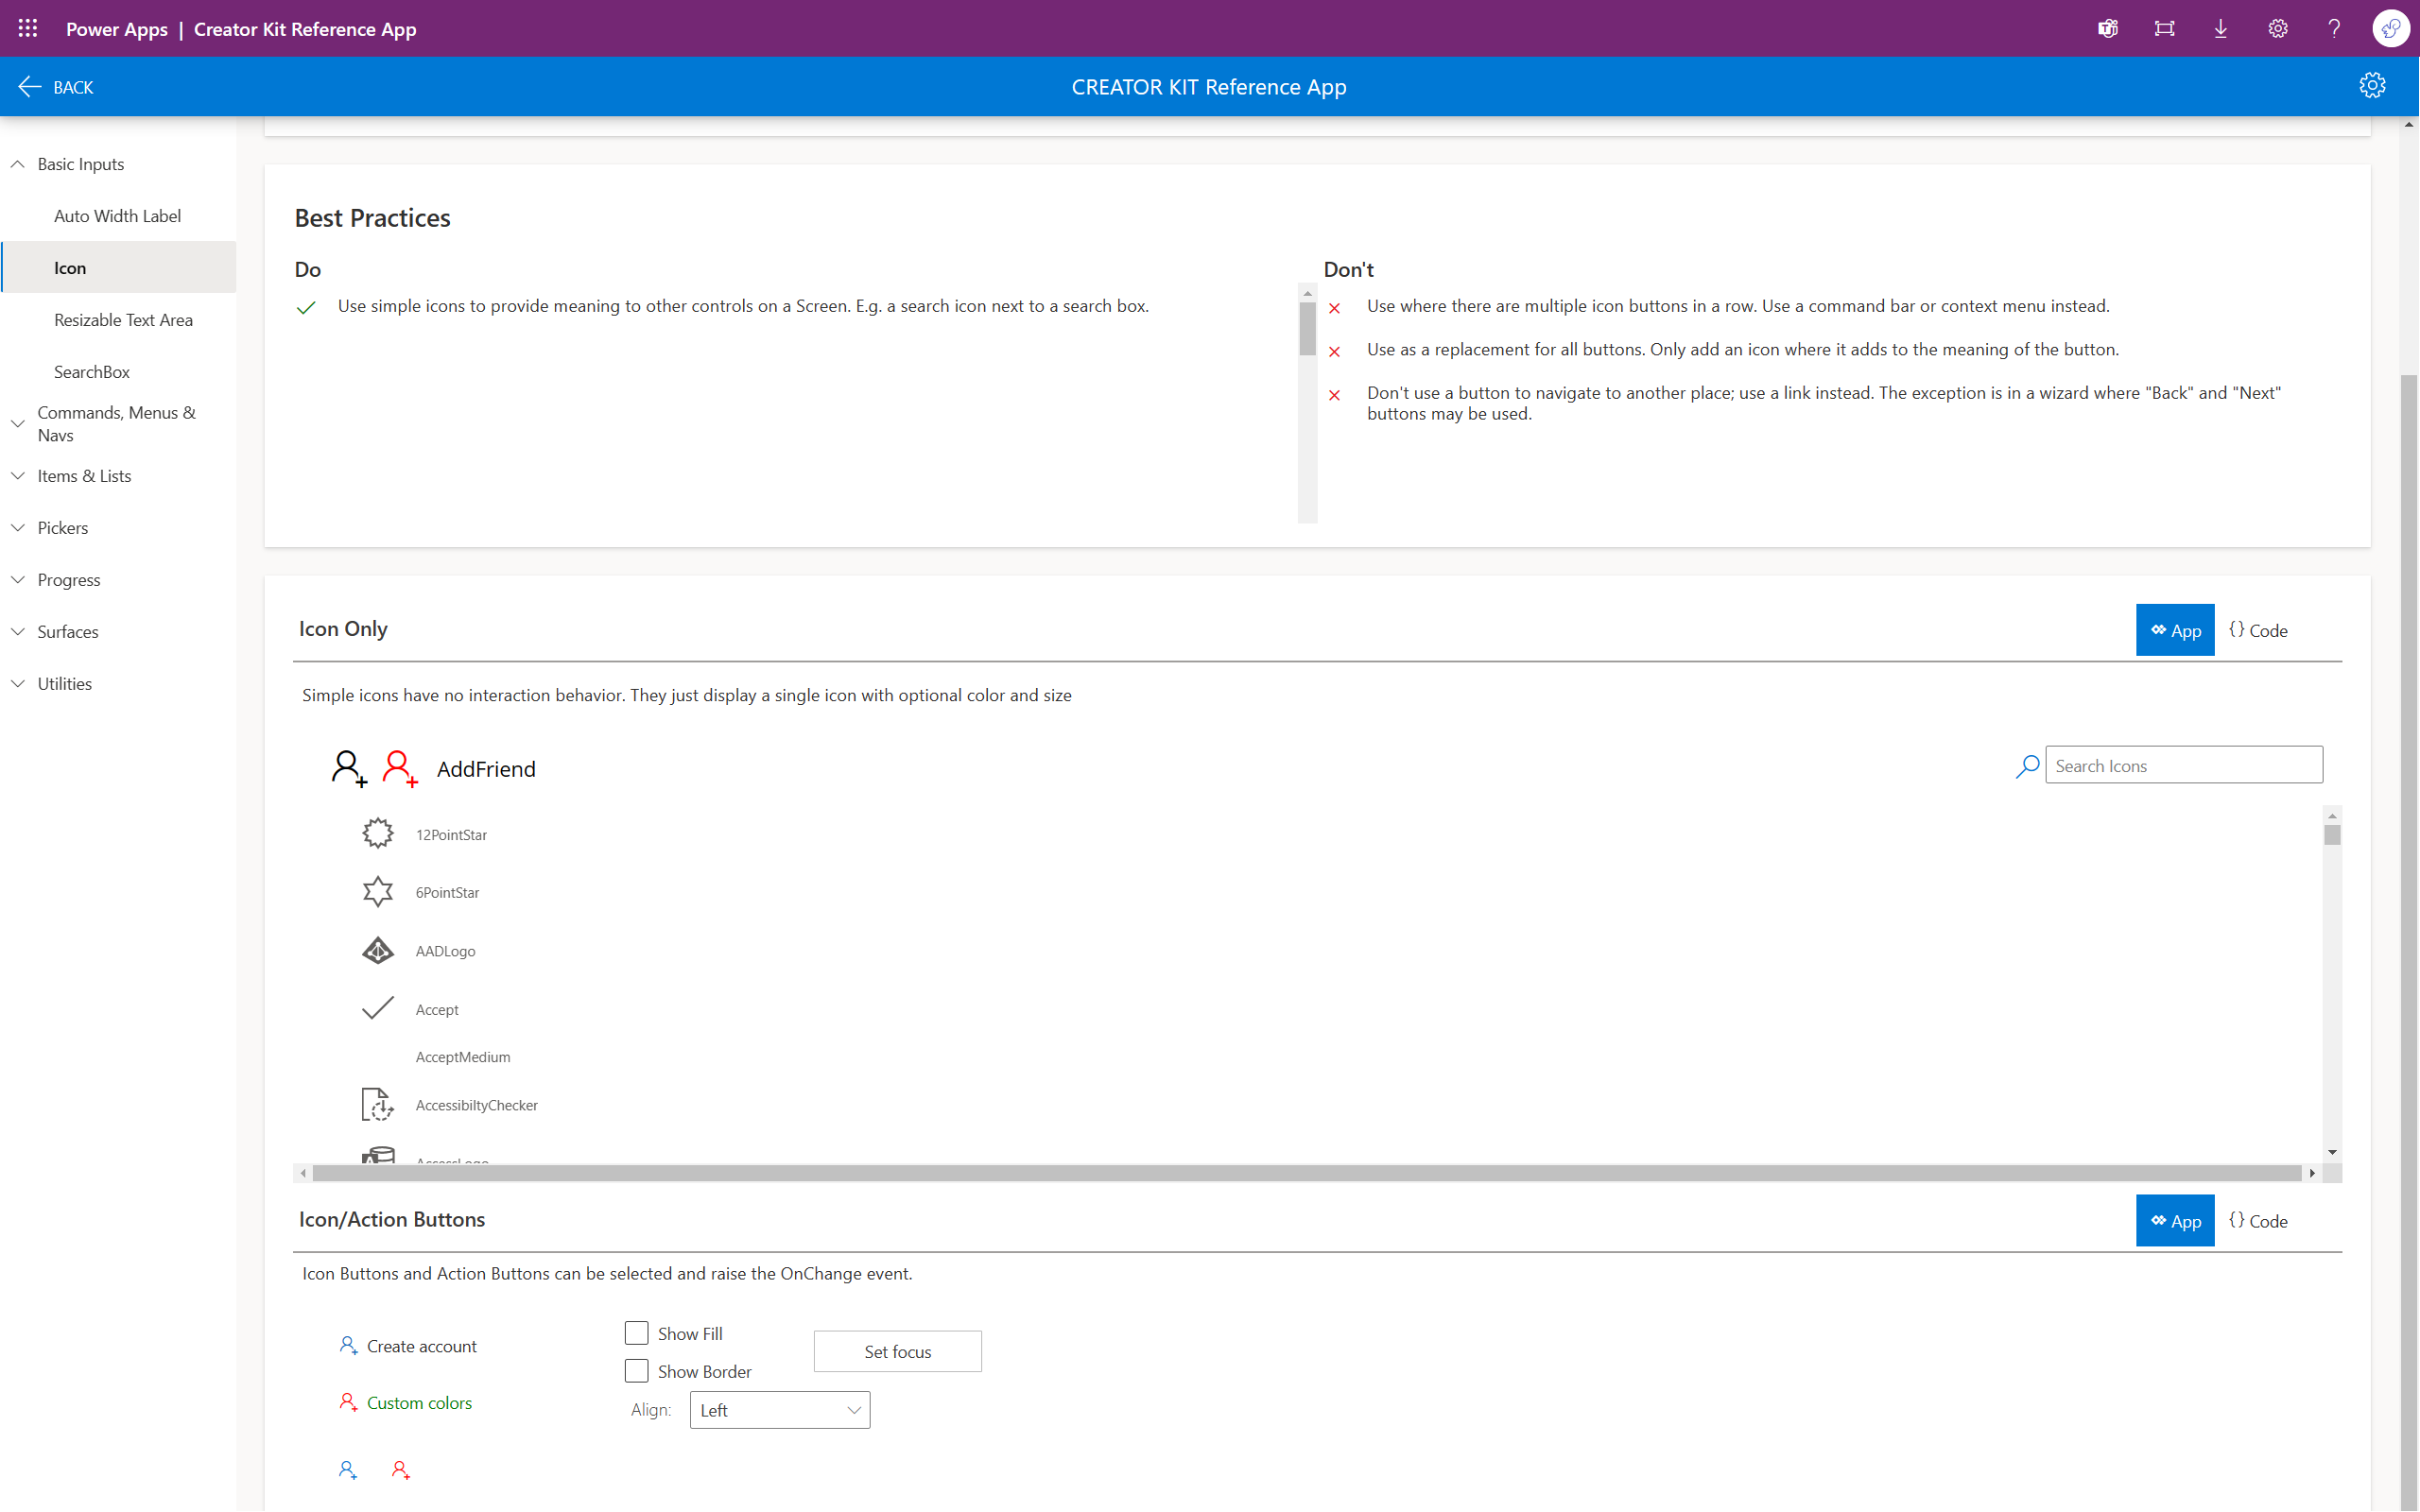 Power Apps | Creator Kit Reference App
BACK
CREATOR KIT Reference App
Basic Inputs
Auto Width Label
Icon
Resizable Text Area
SearchBox
Commands, Menus &
Navs
Items & Lists
Pickers
Progress
Surfaces
Utilities
Best Practices
Do
Use simple icons to provide meaning to other controls on a Screen. E.g. a search icon next to a search box.
Don't
Use where there are multiple icon buttons in a row. Use a command bar or context menu instead.
Use as a replacement for all buttons. Only add an icon where it adds to the meaning of the button.
Don't use a button to navigate to another place; use a link instead. The exception is in a wizard where "Back" and "Next"
buttons may be used.
Icon Only
App
{} Code
Simple icons have no interaction behavior. They just display a single icon with optional color and size
AddFriend
Search Icons
12PointStar
6PointStar
AADLogo
Accept
AcceptMedium
AccessibiltyChecker
AccessLogo
Icon/Action Buttons
App
{} Code
Icon Buttons and Action Buttons can be selected and raise the OnChange event.
Create account
Show Fill
Set focus
Show Border
Custom colors
Align:
Left